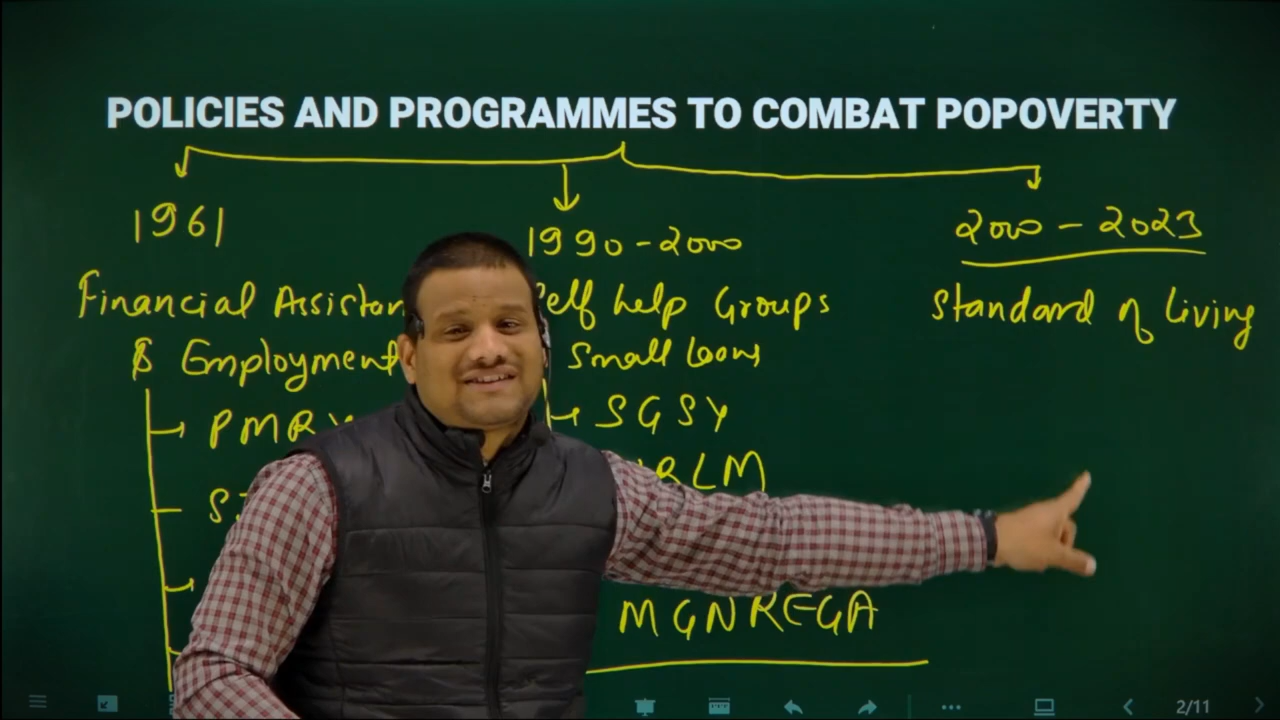 POLICIES AND PROGRAMMES TO COMBAT POPOVERTY
1961
1990-2000
2000-2023
Financial
Self help Groups
Standard of Living
& Employment
Small Loans
SGSY
MGNREGA
2/11